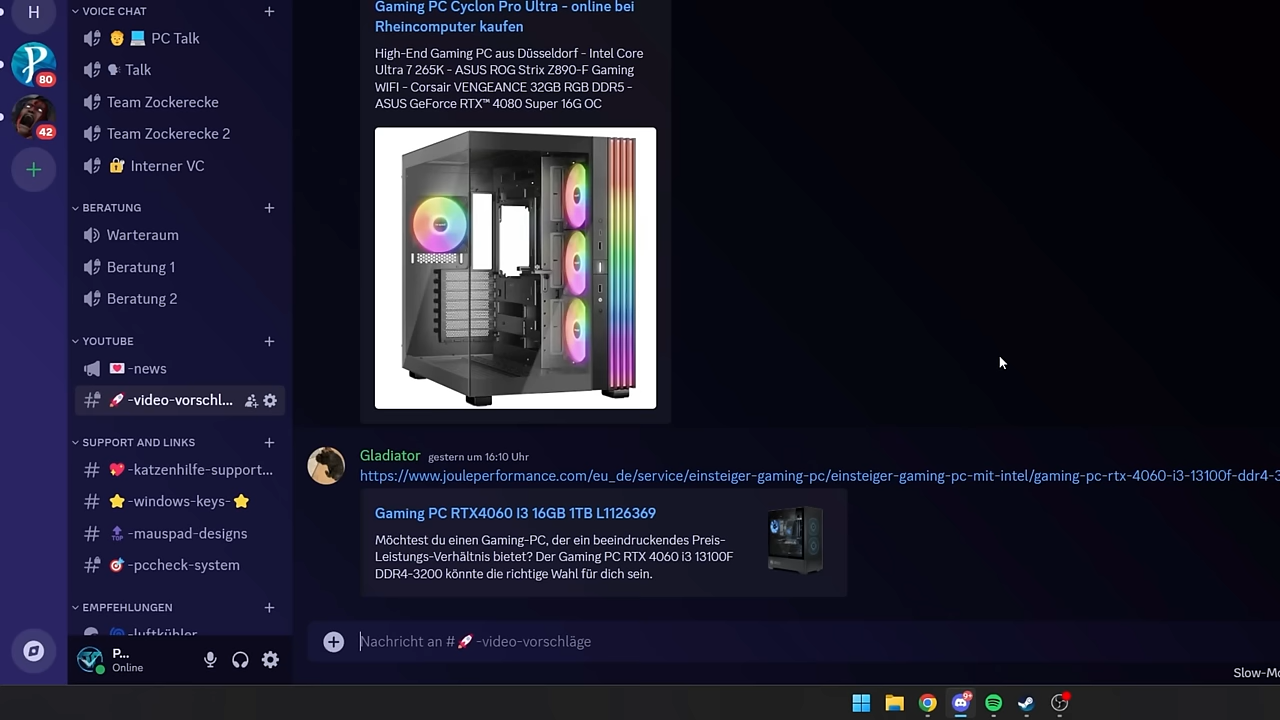 H
80
42
VOICE CHAT
PC Talk
Talk
Team Zockerecke
Team Zockerecke 2
Interner VC
BERATUNG
Warteraum
Beratung 1
Beratung 2
YOUTUBE
-news
-video-vorschl...
SUPPORT AND LINKS
-katzenhilfe-support...
-windows-keys-
-mauspad-designs
-pccheck-system
EMPFEHLUNGEN
-luftkühler
P...
Online
Gaming PC Cyclon Pro Ultra - online bei
Rheincomputer kaufen
High-End Gaming PC aus Düsseldorf - Intel Core
Ultra 7 265K - ASUS ROG Strix Z890-F Gaming
WIFI - Corsair VENGEANCE 32GB RGB DDR5 -
ASUS GeForce RTX™ 4080 Super 16G OC
Gladiator gestern um 16:10 Uhr
https://www.jouleperformance.com/eu_de/service/einsteiger-gaming-pc/einsteiger-gaming-pc-mit-intel/gaming-pc-rtx-4060-i3-13100f-ddr4-3
Gaming PC RTX4060 I3 16GB 1TB L1126369
Möchtest du einen Gaming-PC, der ein beeindruckendes Preis-
Leistungs-Verhältnis bietet? Der Gaming PC RTX 4060 i3 13100F
DDR4-3200 könnte die richtige Wahl für dich sein.
Nachricht an # -video-vorschläge
Slow-Mo